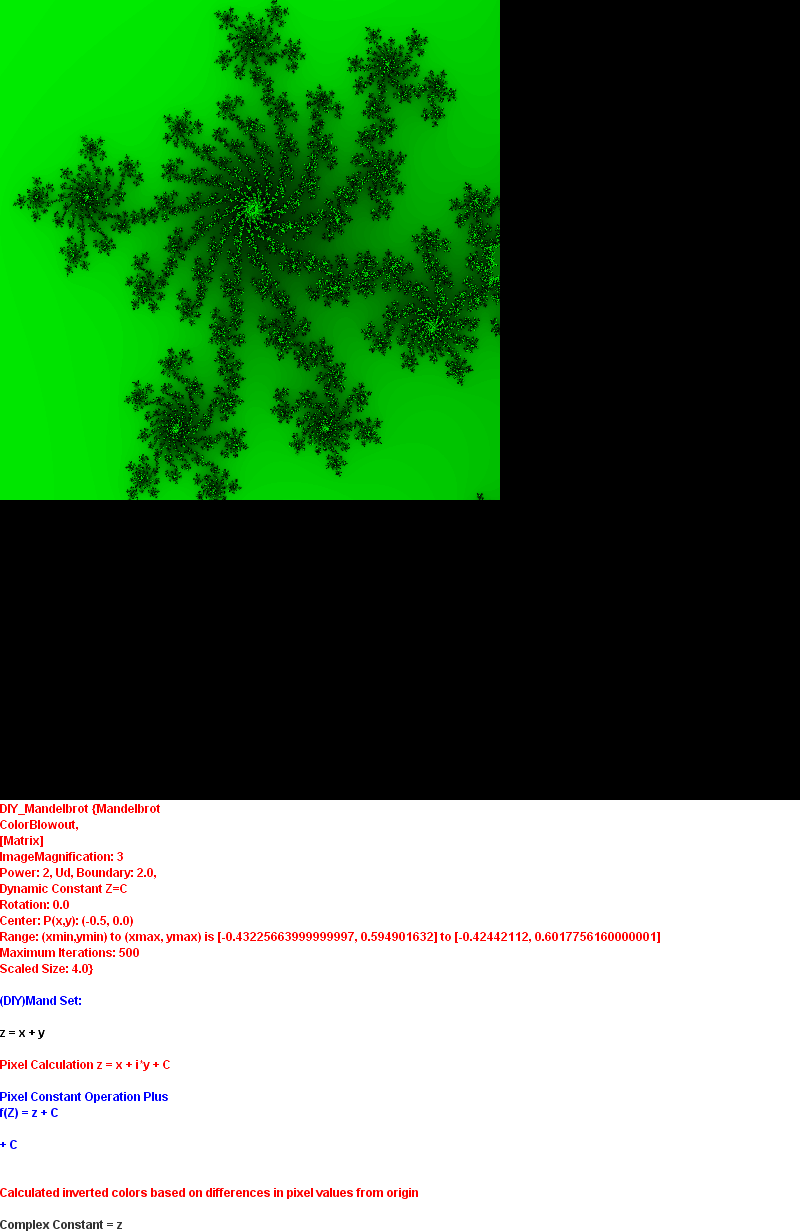 DIY_Mandelbrot {Mandelbrot
ColorBlowout,
[Matrix]
ImageMagnification: 3
Power: 2, Ud, Boundary: 2.0,
Dynamic Constant Z=C
Rotation: 0.0
Center: P(x,y): (-0.5, 0.0)
Range: (xmin,ymin) to (xmax, ymax) is [-0.43225663999999997, 0.594901632] to [-0.42442112, 0.6017756160000001]
Maximum Iterations: 500
Scaled Size: 4.0}
(DIY)Mand Set:
z = x + y
Pixel Calculation z = x + i*y + C
Pixel Constant Operation Plus
f(Z) = z + C
+ C
Calculated inverted colors based on differences in pixel values from origin
Complex Constant = z